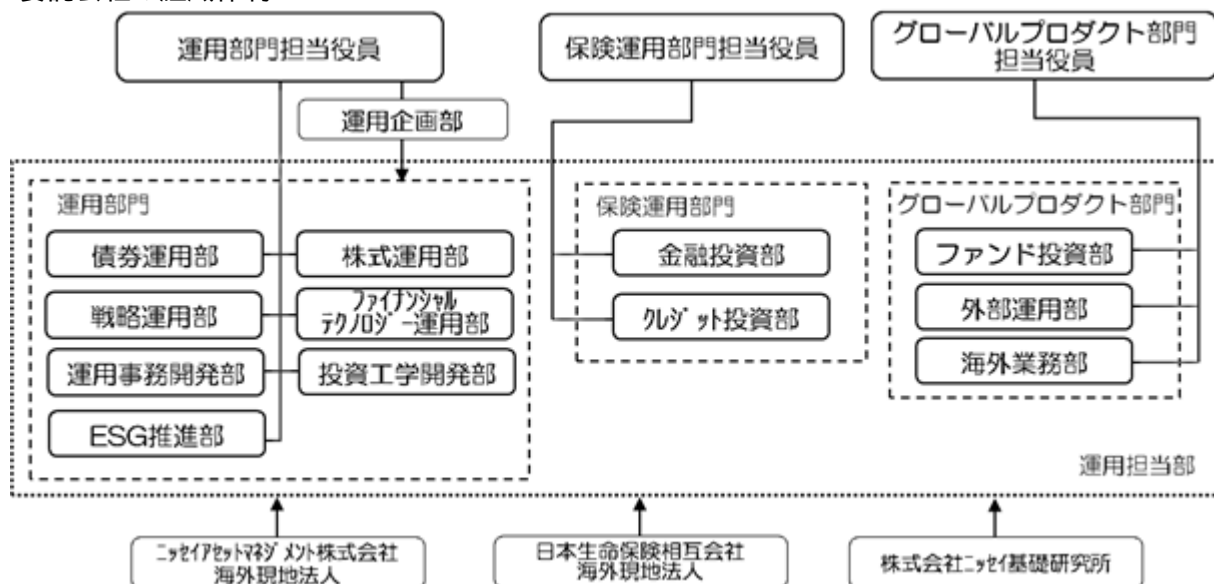 運用部門担当役員
保険運用部門担当役員
グローバルプロダクト部門
担当役員
運用企画部
運用部門
債券運用部
株式運用部
戦略運用部
ファイナンシャル
テクノロジー運用部
運用事務開発部
投資工学開発部
ESG推進部
保険運用部門
金融投資部
クレジット投資部
グローバルプロダクト部門
ファンド投資部
外部運用部
海外業務部
運用担当部
ニッセイアセットマネジメント株式会社
海外現地法人
日本生命保険相互会社
海外現地法人
株式会社ニッセイ基礎研究所